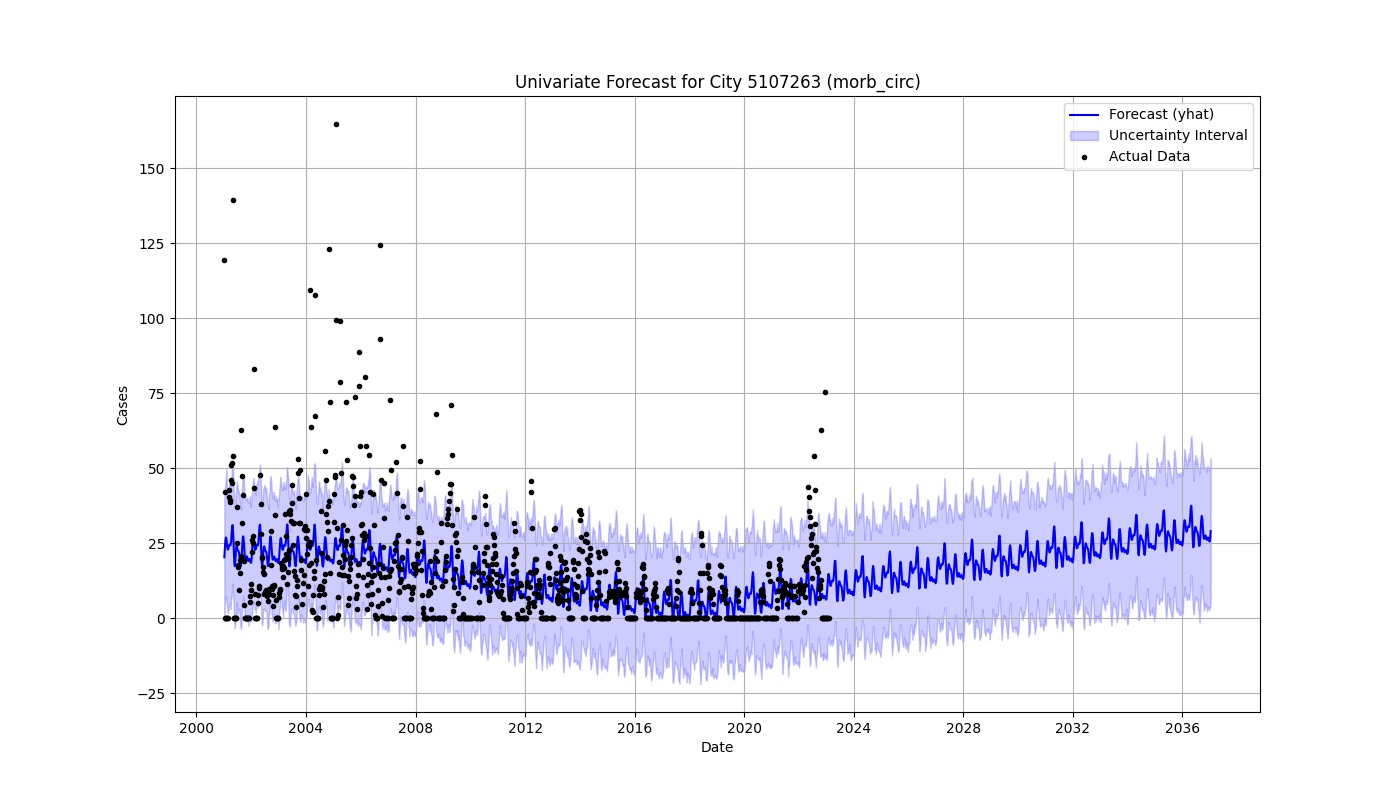 Univariate Forecast for City 5107263 (morb_circ)
Forecast (yhat)
Uncertainty Interval
Actual Data
Cases
150
125
100
75
50
25
0
−25
2000 2004 2008 2012 2016 2020 2024 2028 2032 2036
Date